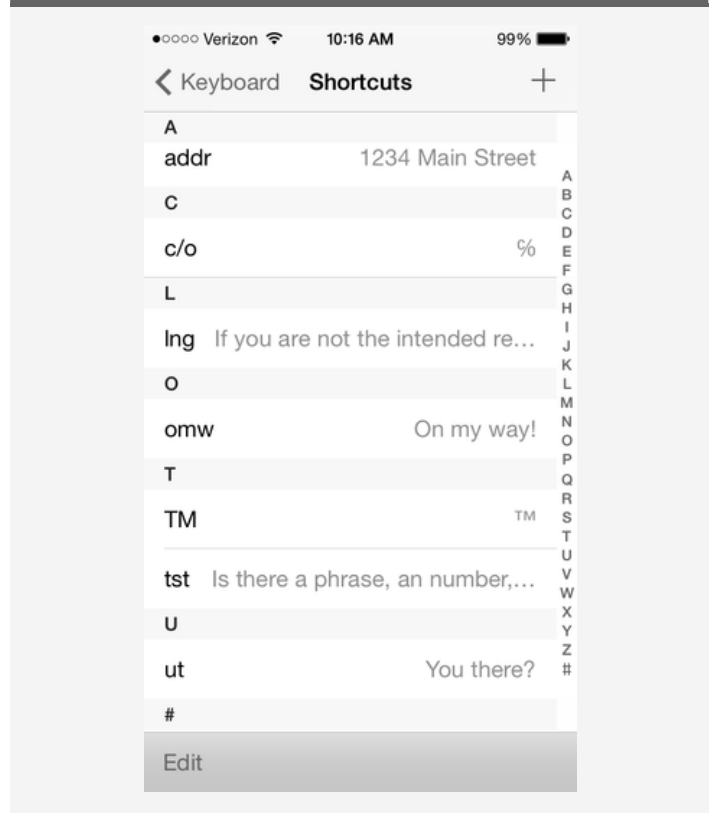 ●○○○○ Verizon 10:16 AM 99%
Keyboard Shortcuts +
A
addr 1234 Main Street
C
c/o ℅
L
lng If you are not the intended re...
O
omw On my way!
T
TM ™
tst Is there a phrase, an number,...
U
ut You there?
#
Edit
A
B
C
D
E
F
G
H
I
J
K
L
M
N
O
P
Q
R
S
T
U
V
W
X
Y
Z
#